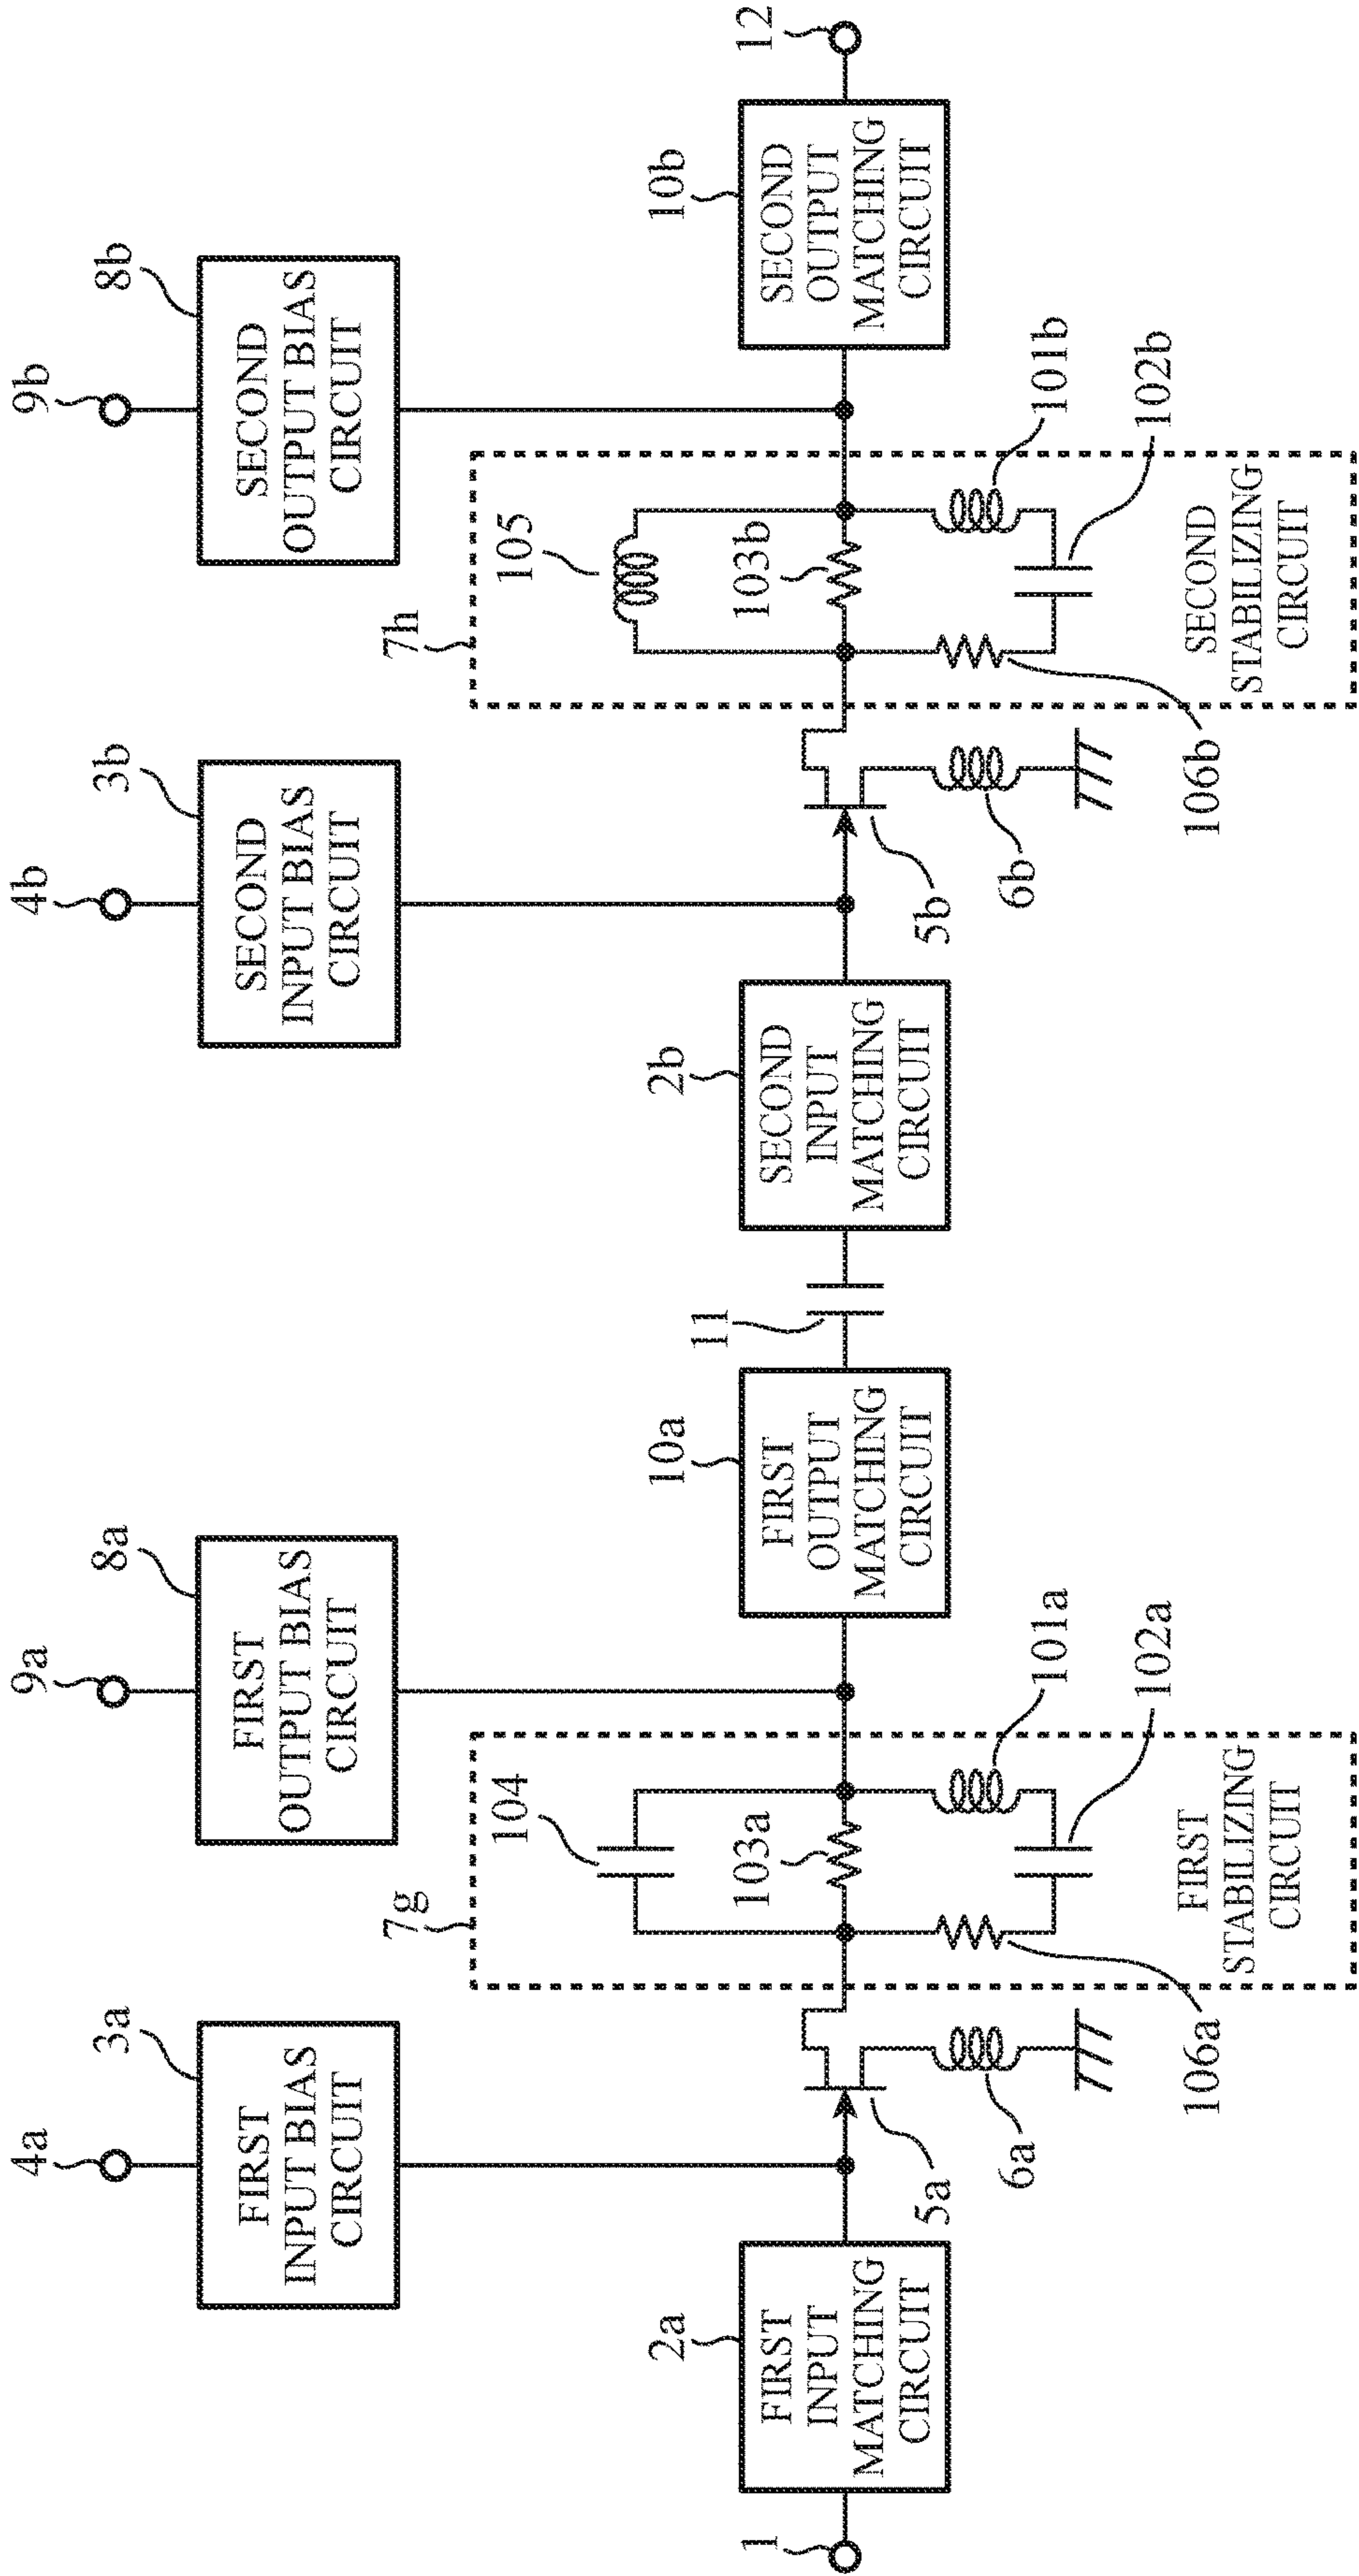 4a
3a
FIRST
INPUT BIAS
CIRCUIT
9a
8a
FIRST
OUTPUT BIAS
CIRCUIT
4b
3b
SECOND
INPUT BIAS
CIRCUIT
9b
8b
SECOND
OUTPUT BIAS
CIRCUIT
1
2a
FIRST
INPUT
MATCHING
CIRCUIT
5a
6a
7g
104
103a
101a
102a
106a
FIRST
STABILIZING
CIRCUIT
10a
FIRST
OUTPUT
MATCHING
CIRCUIT
11
2b
SECOND
INPUT
MATCHING
CIRCUIT
5b
6b
7h
105
103b
101b
102b
106b
SECOND
STABILIZING
CIRCUIT
10b
SECOND
OUTPUT
MATCHING
CIRCUIT
12